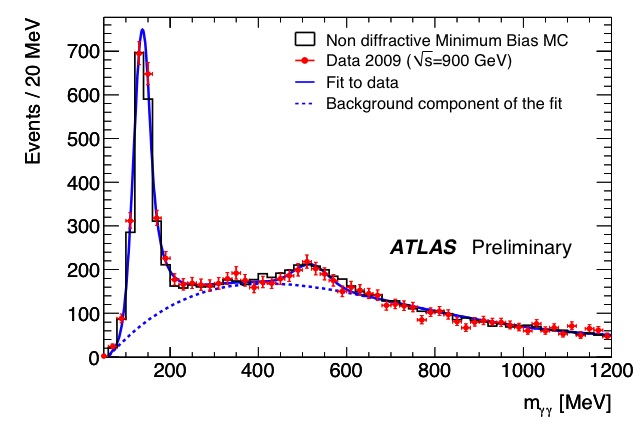 Events / 20 MeV
700
600
500
400
300
200
100
0
Non diffractive Minimum Bias MC
Data 2009 (√s=900 GeV)
Fit to data
Background component of the fit
ATLAS Preliminary
200 400 600 800 1000 1200
mγγ [MeV]